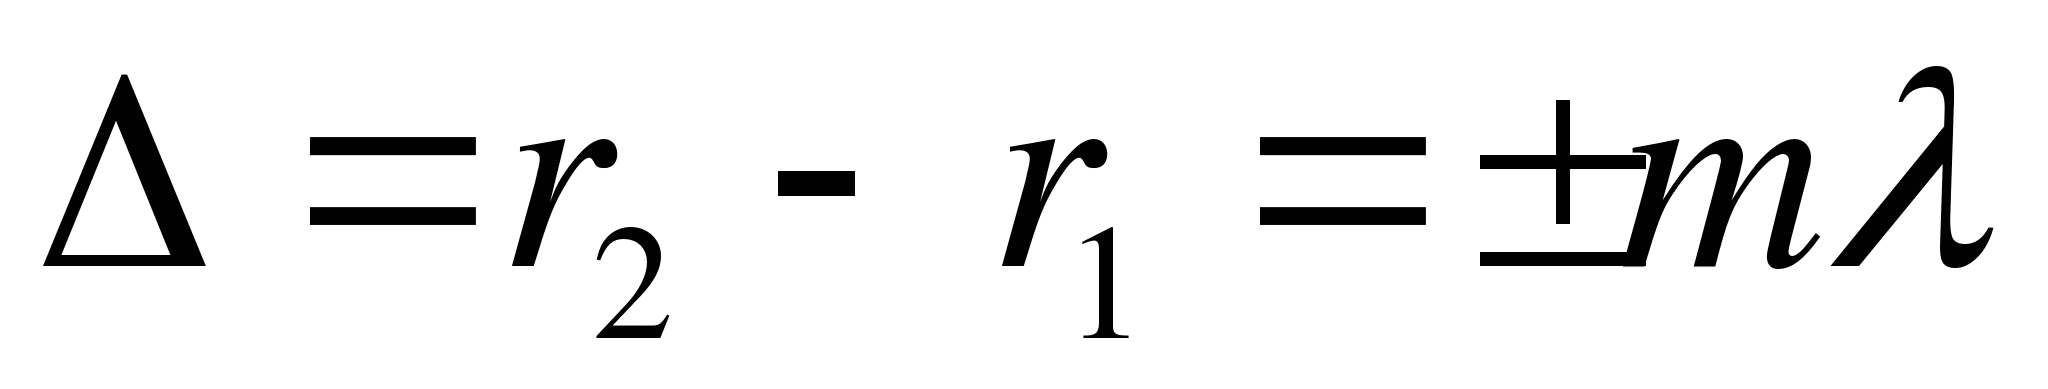 Δ = r₂ - r₁ = ±mλ